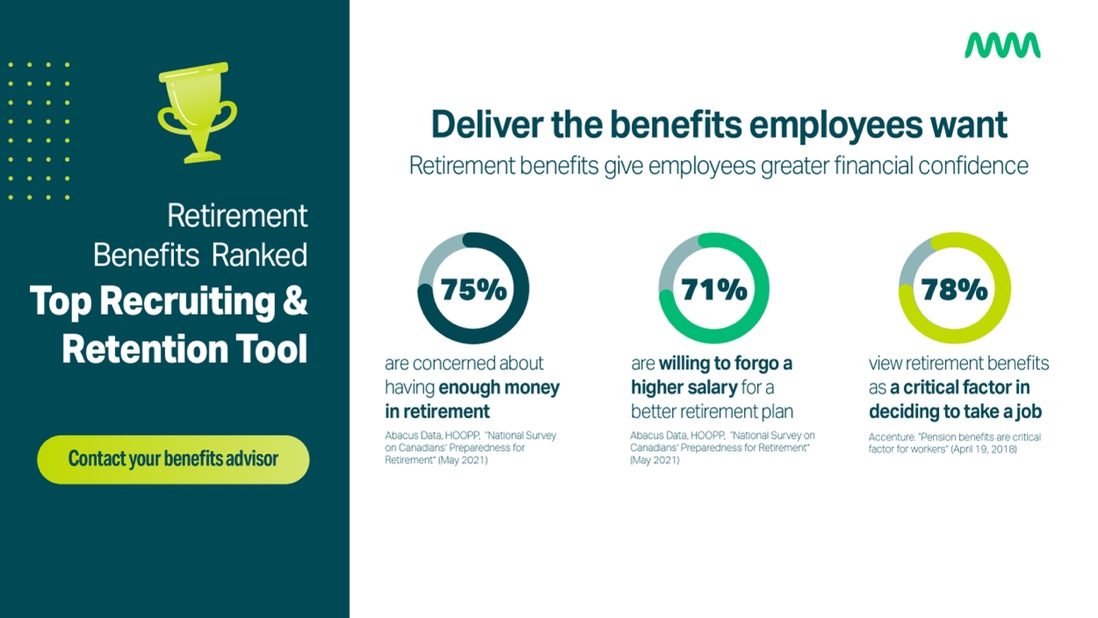 Retirement
Benefits Ranked
Top Recruiting &
Retention Tool
Contact your benefits advisor
Deliver the benefits employees want
Retirement benefits give employees greater financial confidence
75%
are concerned about
having enough money
in retirement
Abacus Data, HOOPP, "National Survey
on Canadians' Preparedness for
Retirement" (May 2021)
71%
are willing to forgo a
higher salary for a
better retirement plan
Abacus Data, HOOPP, "National Survey on
Canadians' Preparedness for Retirement"
(May 2021)
78%
view retirement benefits
as a critical factor in
deciding to take a job
Accenture. "Pension benefits are critical
factor for workers" (April 19, 2018)